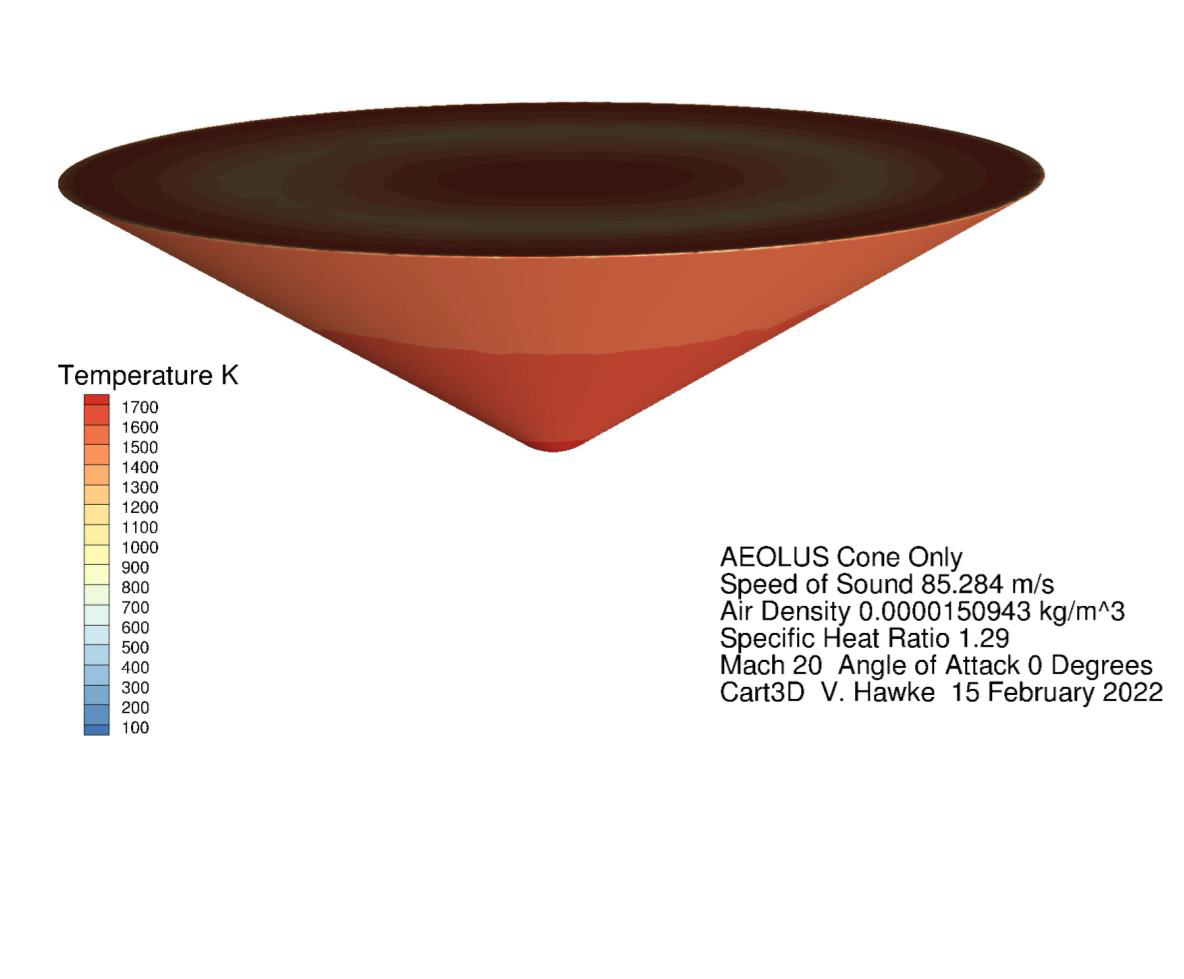 Temperature K
1700
1600
1500
1400
1300
1200
1100
1000
900
800
700
600
500
400
300
200
100
AEOLUS Cone Only
Speed of Sound 85.284 m/s
Air Density 0.0000150943 kg/m^3
Specific Heat Ratio 1.29
Mach 20  Angle of Attack 0 Degrees
Cart3D  V. Hawke  15 February 2022